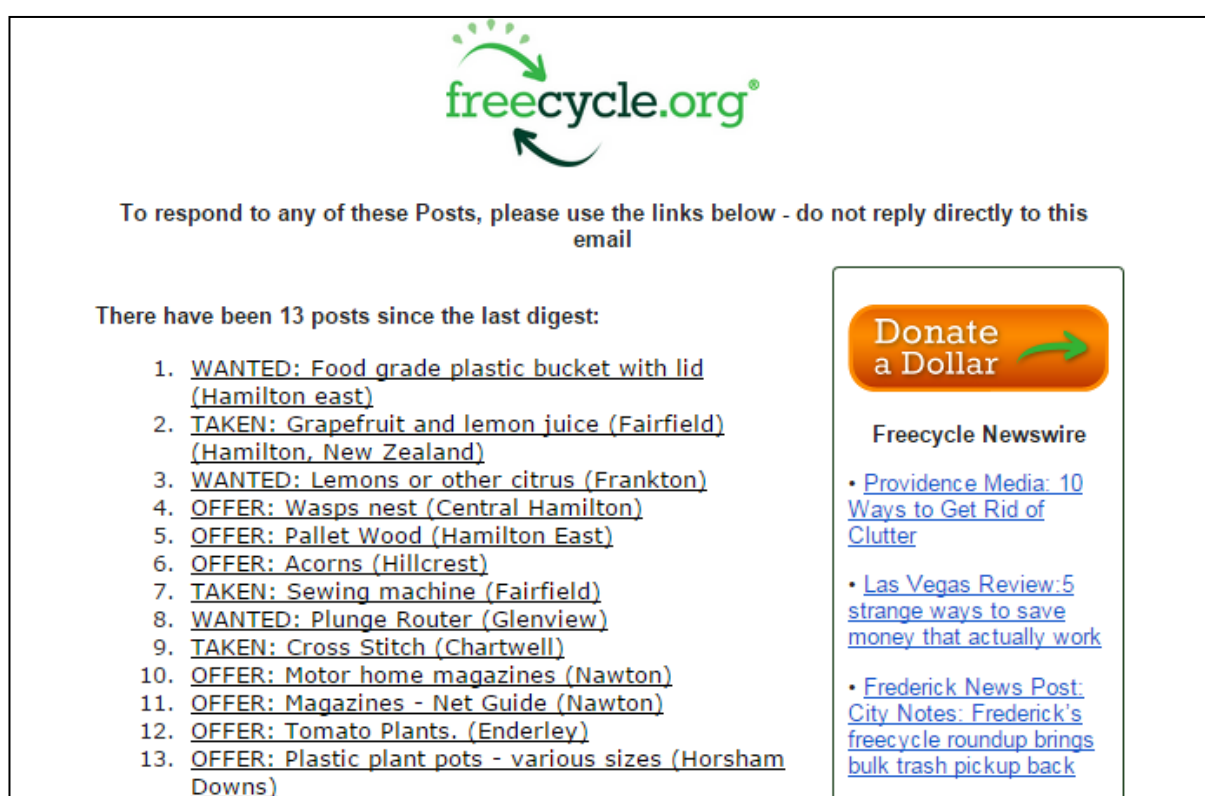 freecycle.org®
To respond to any of these Posts, please use the links below - do not reply directly to this
email
There have been 13 posts since the last digest:
1. WANTED: Food grade plastic bucket with lid
(Hamilton east)
2. TAKEN: Grapefruit and lemon juice (Fairfield)
(Hamilton, New Zealand)
3. WANTED: Lemons or other citrus (Frankton)
4. OFFER: Wasps nest (Central Hamilton)
5. OFFER: Pallet Wood (Hamilton East)
6. OFFER: Acorns (Hillcrest)
7. TAKEN: Sewing machine (Fairfield)
8. WANTED: Plunge Router (Glenview)
9. TAKEN: Cross Stitch (Chartwell)
10. OFFER: Motor home magazines (Nawton)
11. OFFER: Magazines - Net Guide (Nawton)
12. OFFER: Tomato Plants. (Enderley)
13. OFFER: Plastic plant pots - various sizes (Horsham
Downs)
Donate
a Dollar
Freecycle Newswire
• Providence Media: 10
Ways to Get Rid of
Clutter
• Las Vegas Review:5
strange ways to save
money that actually work
• Frederick News Post:
City Notes: Frederick's
freecycle roundup brings
bulk trash pickup back